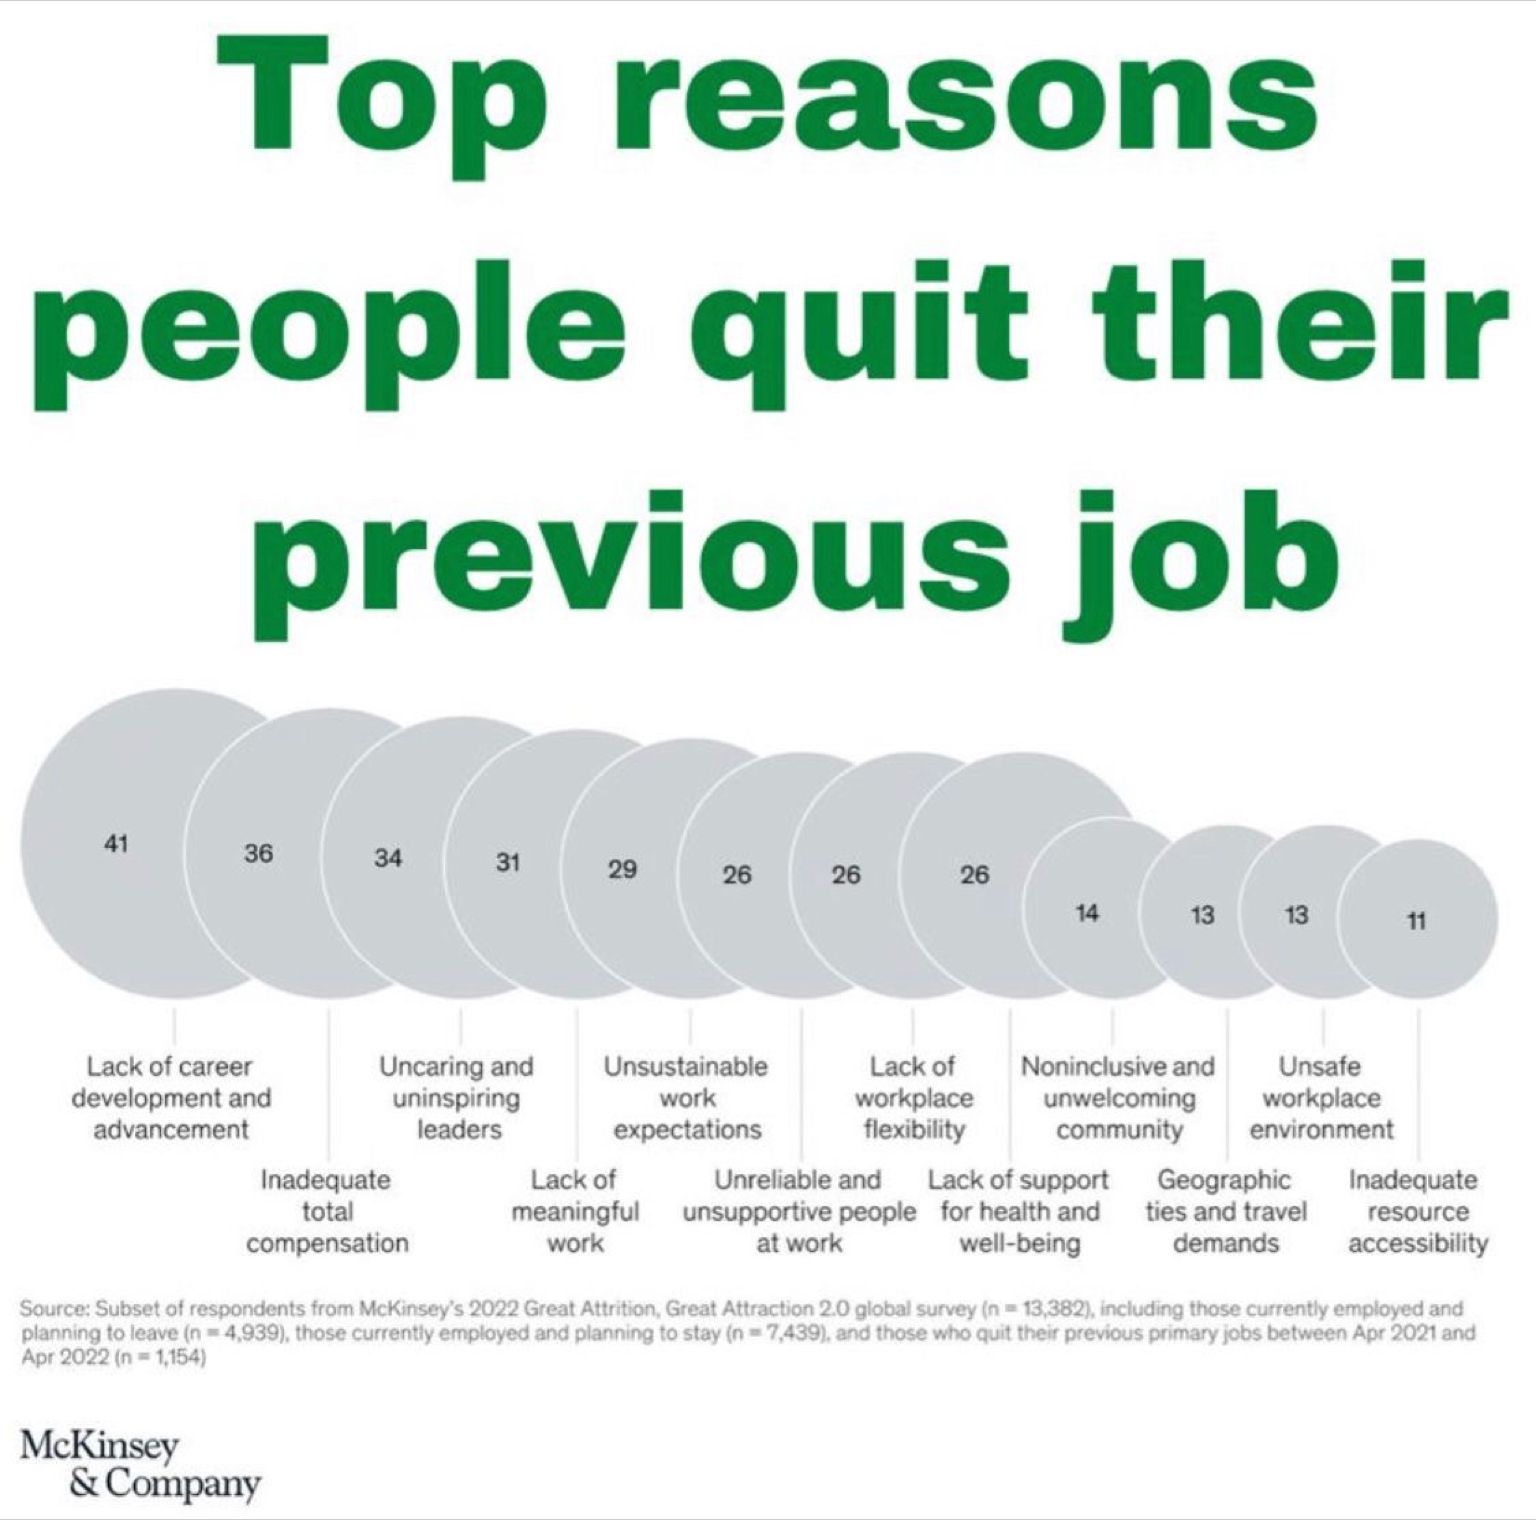 Top reasons
people quit their
previous job
41
36
34
31
29
26
26
26
14
13
13
11
Lack of career
development and
advancement
Inadequate
total
compensation
Uncaring and
uninspiring
leaders
Lack of
meaningful
work
Unsustainable
work
expectations
Unreliable and
unsupportive people
at work
Lack of
workplace
flexibility
Lack of support
for health and
well-being
Noninclusive and
unwelcoming
community
Geographic
ties and travel
demands
Unsafe
workplace
environment
Inadequate
resource
accessibility
Source: Subset of respondents from McKinsey's 2022 Great Attrition, Great Attraction 2.0 global survey (n = 13,382), including those currently employed and
planning to leave (n = 4,939), those currently employed and planning to stay (n = 7,439), and those who quit their previous primary jobs between Apr 2021 and
Apr 2022 (n = 1,154)
McKinsey
& Company